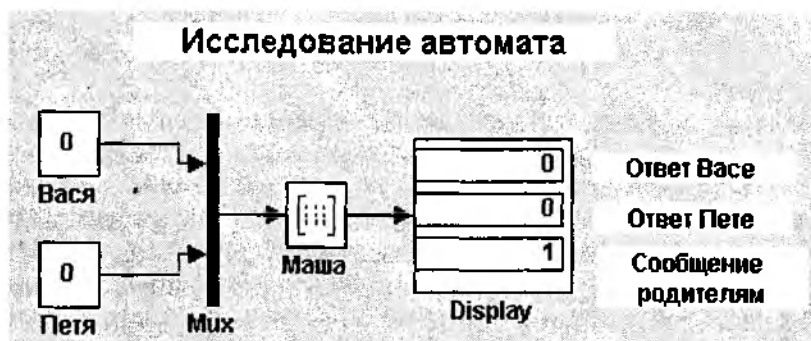 Исследование автомата
0
Вася
0
Петя
Mux
Маша
0
0
1
Display
Ответ Васе
Ответ Пете
Сообщение
родителям